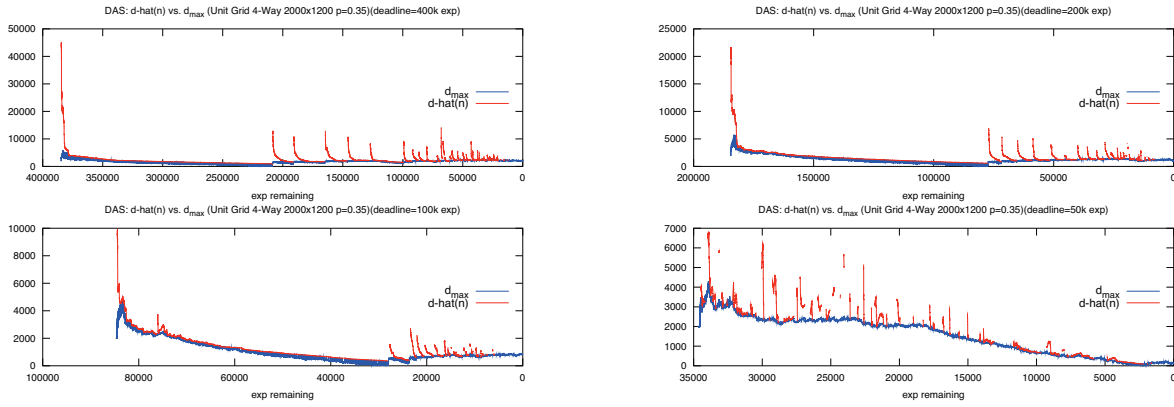 DAS: d-hat(n) vs. d_max (Unit Grid 4-Way 2000x1200 p=0.35)(deadline=400k exp)
50000
40000
30000
20000
10000
0
d_max
d-hat(n)
400000 350000 300000 250000 200000 150000 100000 50000 0
exp remaining
DAS: d-hat(n) vs. d_max (Unit Grid 4-Way 2000x1200 p=0.35)(deadline=200k exp)
25000
20000
15000
10000
5000
0
d_max
d-hat(n)
200000 150000 100000 50000 0
exp remaining
DAS: d-hat(n) vs. d_max (Unit Grid 4-Way 2000x1200 p=0.35)(deadline=100k exp)
10000
8000
6000
4000
2000
0
d_max
d-hat(n)
100000 80000 60000 40000 20000 0
exp remaining
DAS: d-hat(n) vs. d_max (Unit Grid 4-Way 2000x1200 p=0.35)(deadline=50k exp)
7000
6000
5000
4000
3000
2000
1000
0
d_max
d-hat(n)
35000 30000 25000 20000 15000 10000 5000 0
exp remaining